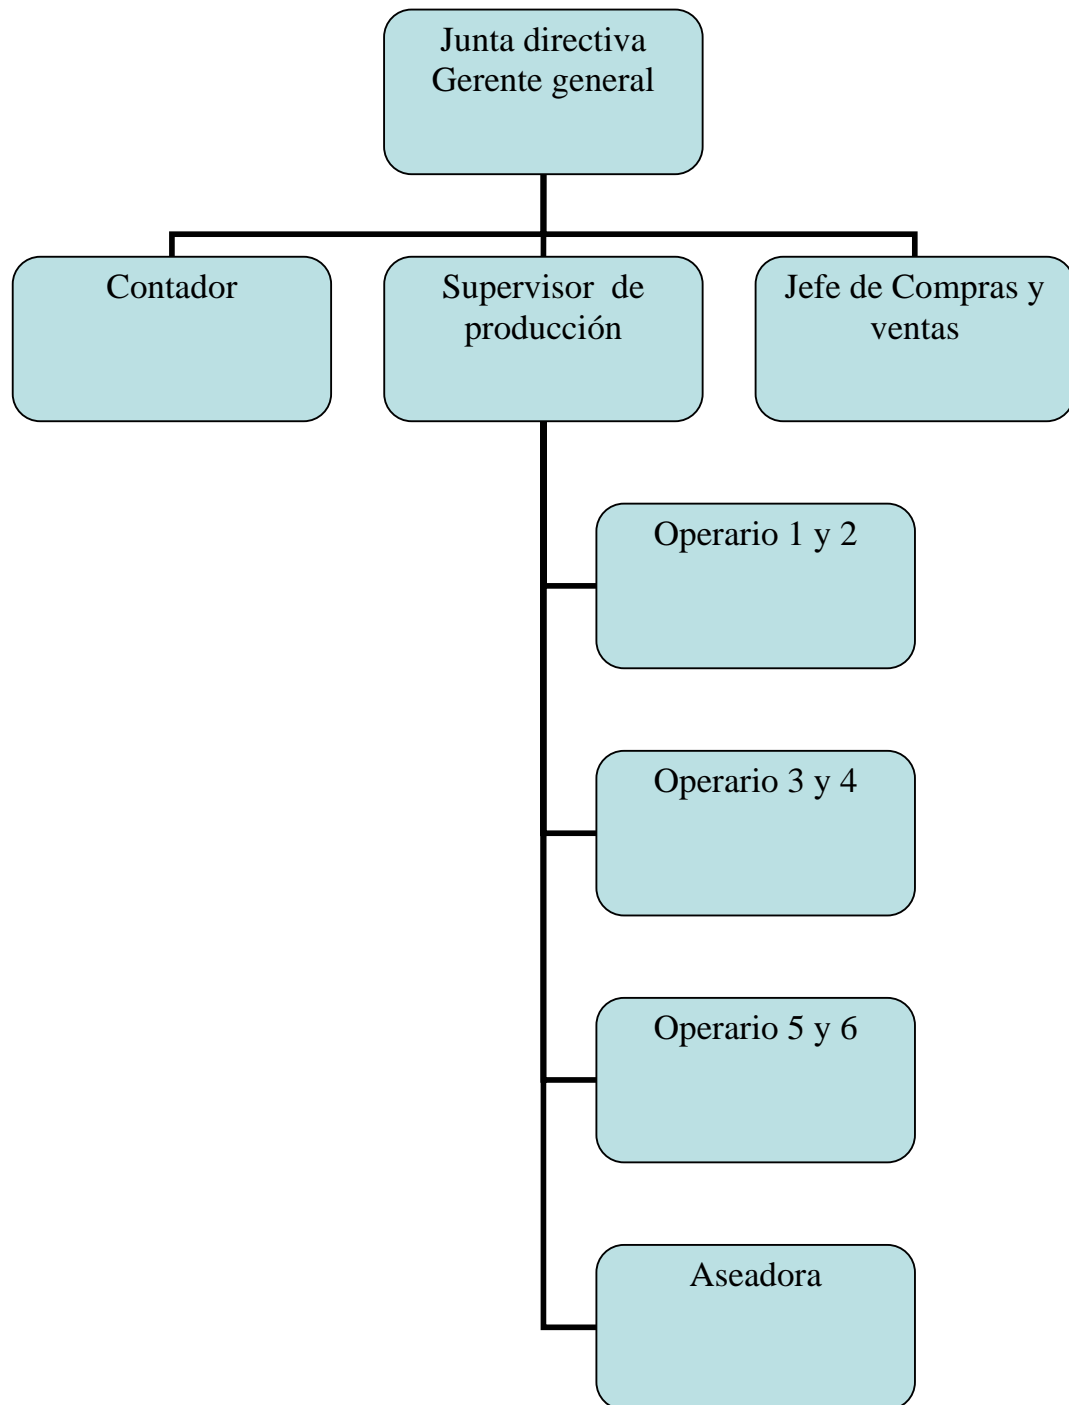 Junta directiva
Gerente general
Contador
Supervisor de
producción
Jefe de Compras y
ventas
Operario 1 y 2
Operario 3 y 4
Operario 5 y 6
Aseadora